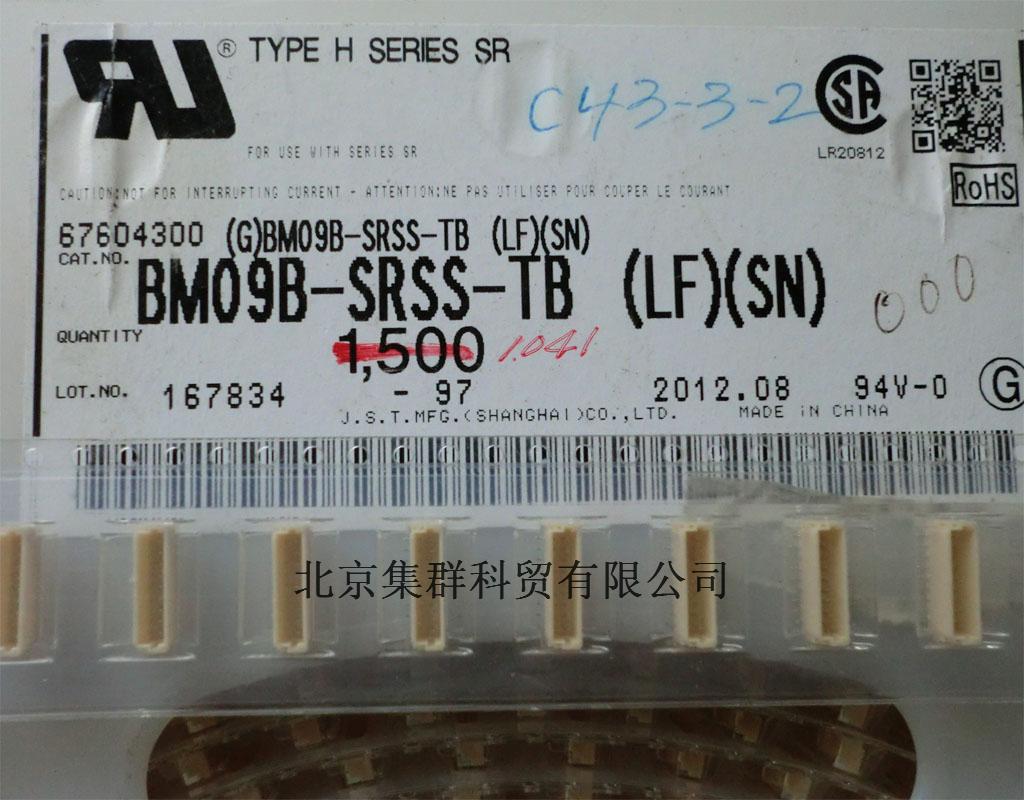 RU ® TYPE H SERIES SR
C43-3-2
CSA
LR20812
RoHS
FOR USE WITH SERIES SR
CAUTION:NOT FOR INTERRUPTING CURRENT - ATTENTION:NE PAS UTILISER POUR COUPER LE COURANT
67604300 (G)BM09B-SRSS-TB (LF)(SN)
CAT.NO.
BM09B-SRSS-TB (LF)(SN)
000
QUANTITY
1,500 1.041
LOT.NO. 167834 - 97 2012.08 94V-0 G
J.S.T.MFG.(SHANGHAI)CO.,LTD. MADE IN CHINA
北京集群科贸有限公司